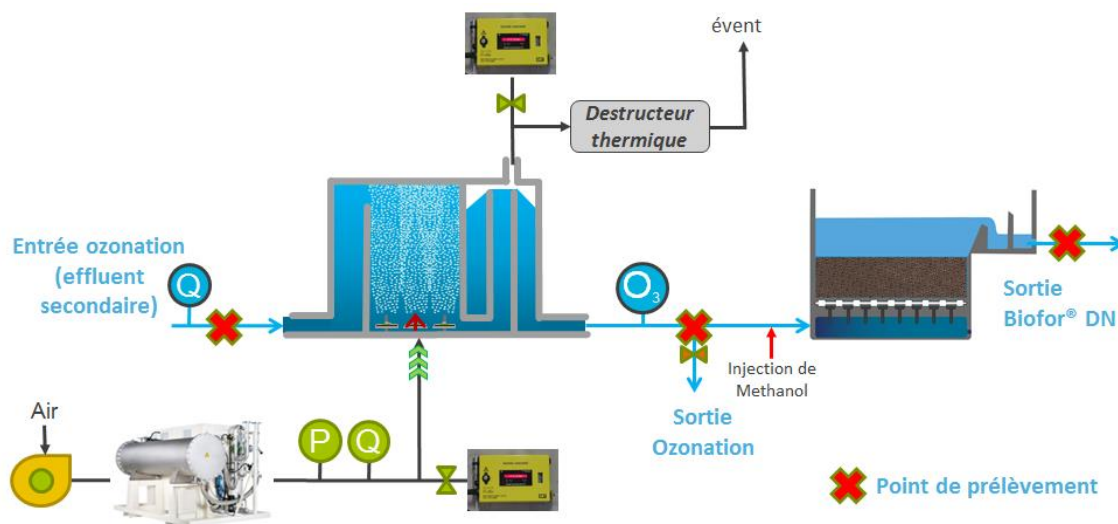 évent
Destructeur
thermique
Entrée ozonation
(effluent
secondaire)
Q
O3
Sortie
Biofor® DN
Injection de
Methanol
Sortie
Ozonation
Air
P
Q
Point de prélèvement